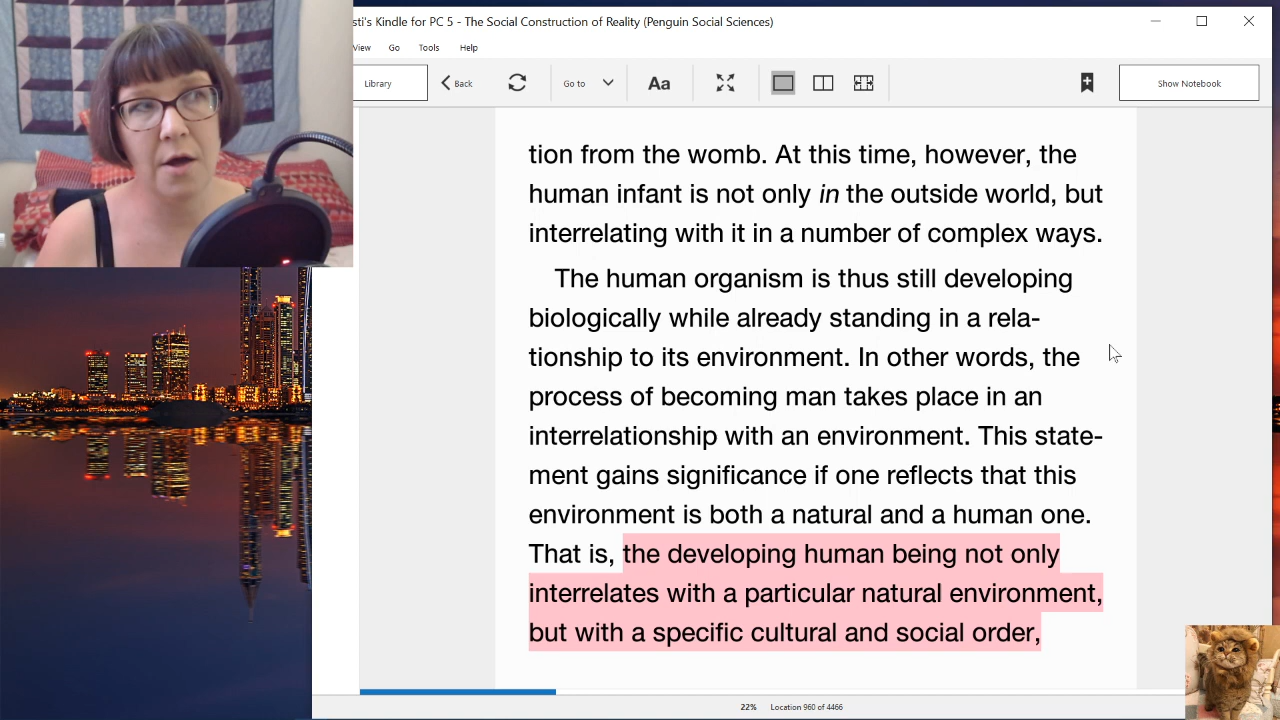 sti's Kindle for PC 5 - The Social Construction of Reality (Penguin Social Sciences)
View Go Tools Help
Library Back Go to Aa Show Notebook
tion from the womb. At this time, however, the
human infant is not only in the outside world, but
interrelating with it in a number of complex ways.
The human organism is thus still developing
biologically while already standing in a rela-
tionship to its environment. In other words, the
process of becoming man takes place in an
interrelationship with an environment. This state-
ment gains significance if one reflects that this
environment is both a natural and a human one.
That is, the developing human being not only
interrelates with a particular natural environment,
but with a specific cultural and social order,
22% Location 960 of 4466